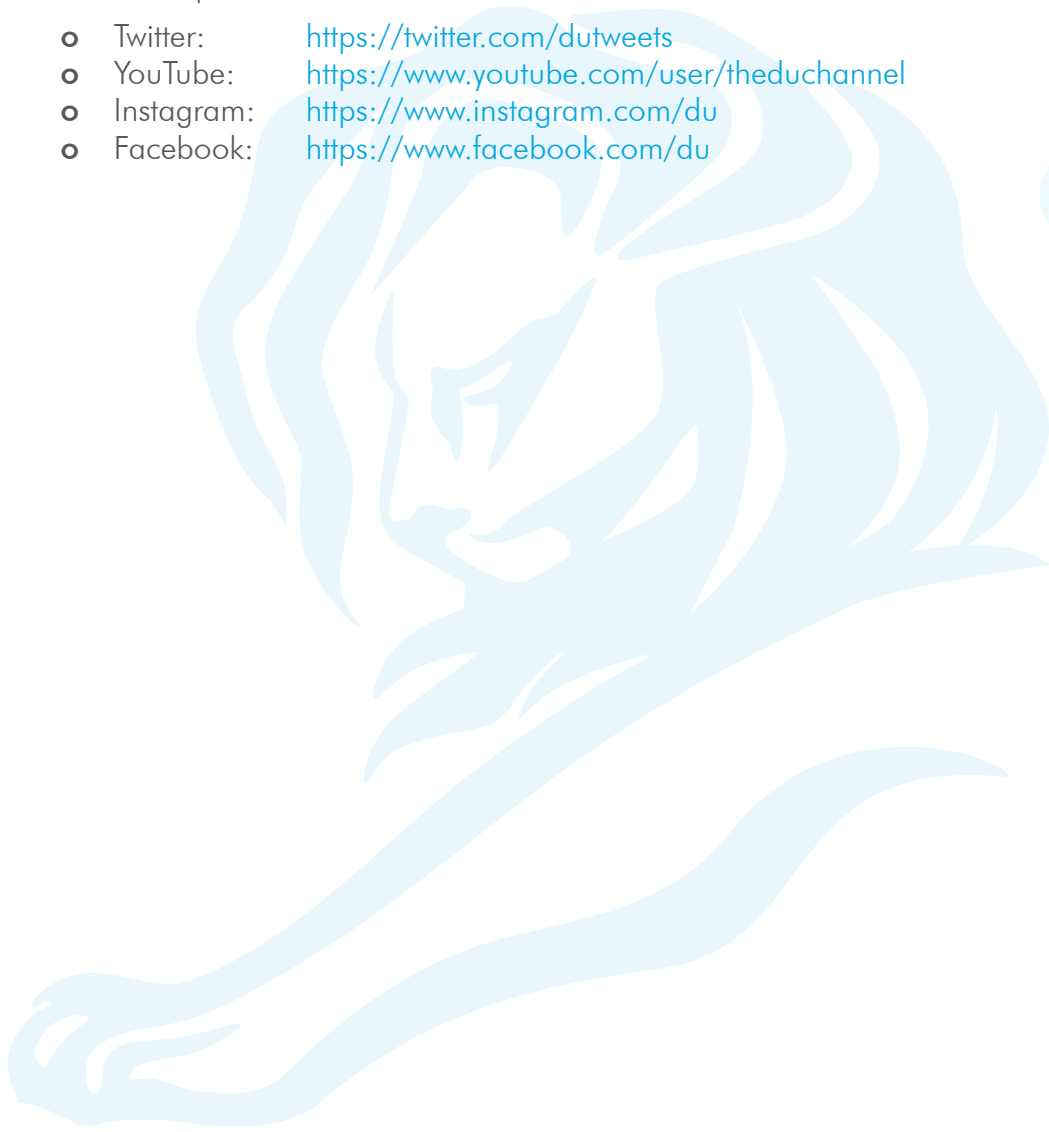 o Twitter: https://twitter.com/dutweets
o YouTube: https://www.youtube.com/user/theduchannel
o Instagram: https://www.instagram.com/du
o Facebook: https://www.facebook.com/du